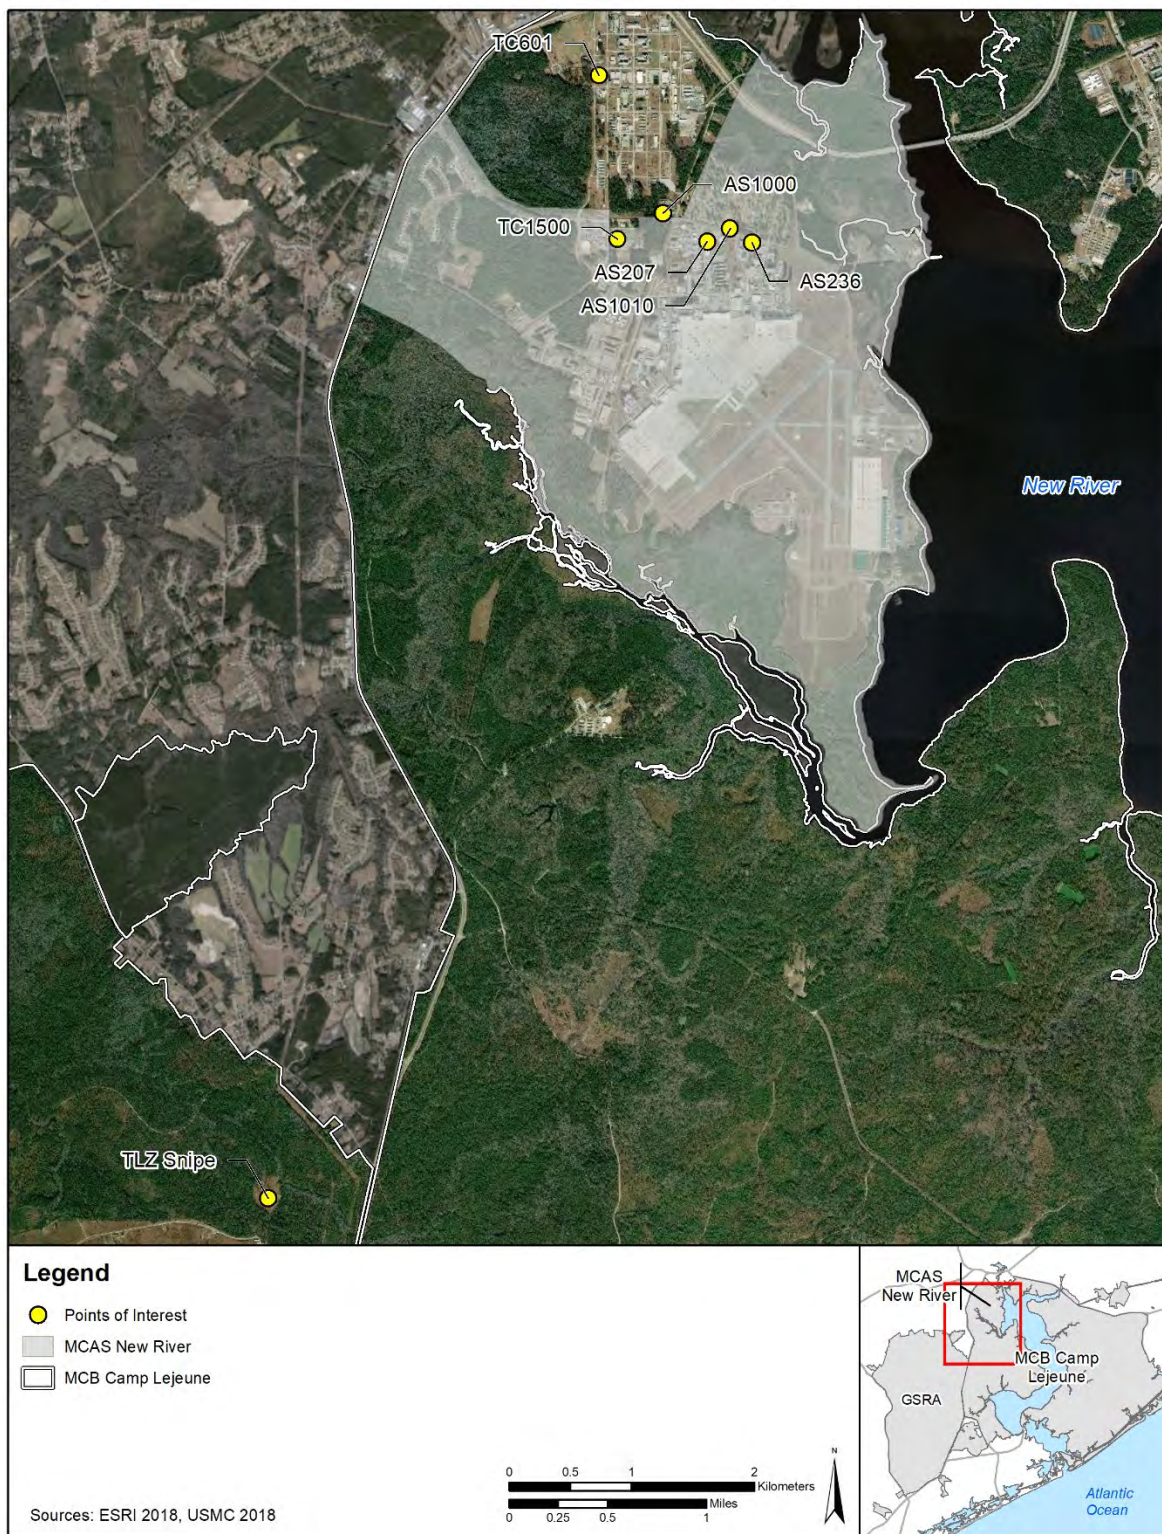 TC601
AS1000
TC1500
AS207
AS236
AS1010
New River
TLZ Snipe
Legend
Points of Interest
MCAS New River
MCB Camp Lejeune
0 0.5 1 2
Kilometers
Miles
0 0.25 0.5 1
N
Sources: ESRI 2018, USMC 2018
MCAS
New River
MCB Camp
Lejeune
GSRA
Atlantic
Ocean